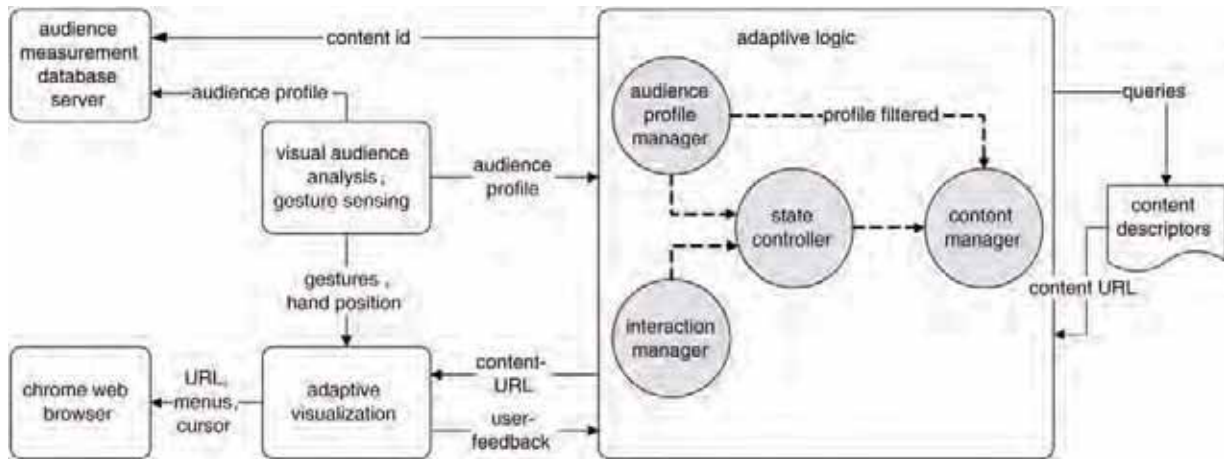 audience
measurement
database
server
content id
audience profile
visual audience
analysis,
gesture sensing
audience
profile
gestures,
hand position
chrome web
browser
URL,
menus,
cursor
adaptive
visualization
content-
URL
user-
feedback
adaptive logic
audience
profile
manager
profile filtered
state
controller
content
manager
interaction
manager
queries
content
descriptors
content URL